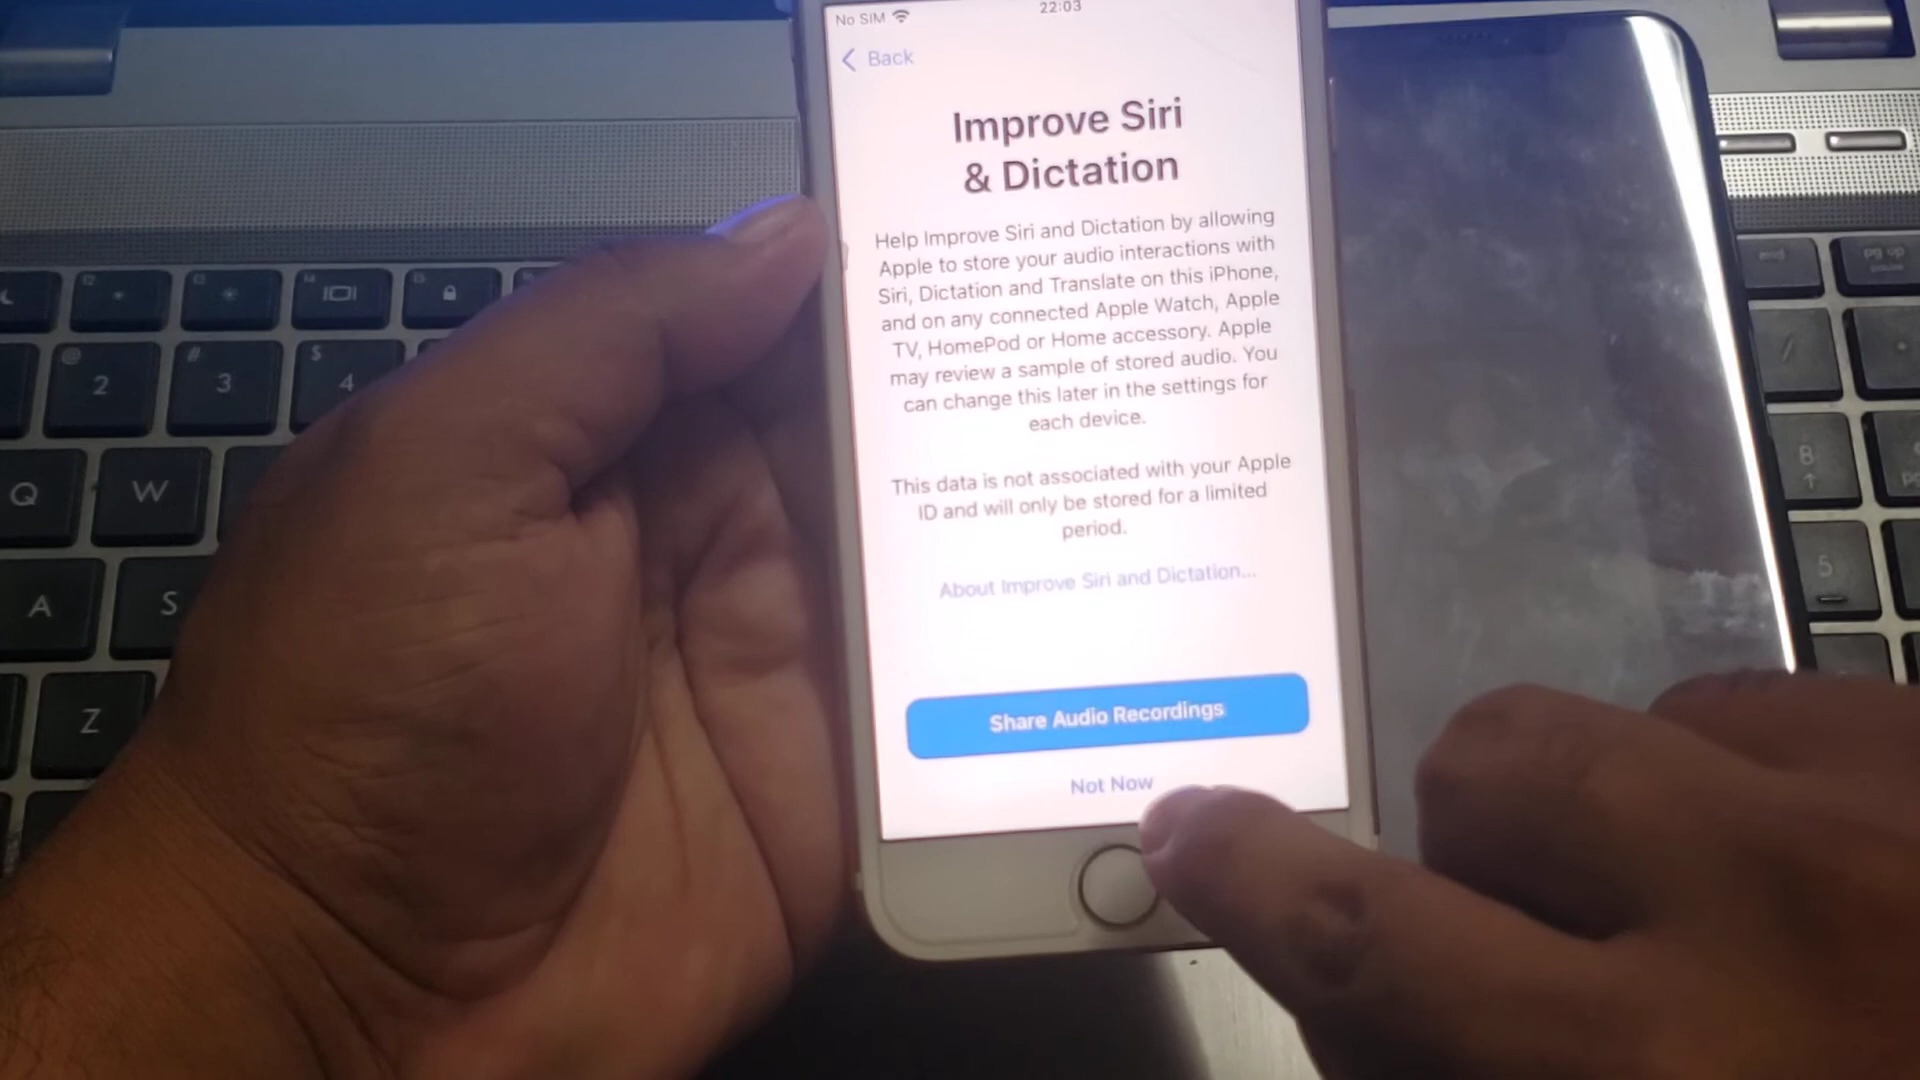 No SIM
22:03
Back
Improve Siri
& Dictation
Help Improve Siri and Dictation by allowing
Apple to store your audio interactions with
Siri, Dictation and Translate on this iPhone,
and on any connected Apple Watch, Apple
TV, HomePod or Home accessory. Apple
may review a sample of stored audio. You
can change this later in the settings for
each device.
This data is not associated with your Apple
ID and will only be stored for a limited
period.
About Improve Siri and Dictation...
Share Audio Recordings
Not Now
@ # $
2 3 4
Q W
A S
Z
pg up
8
5